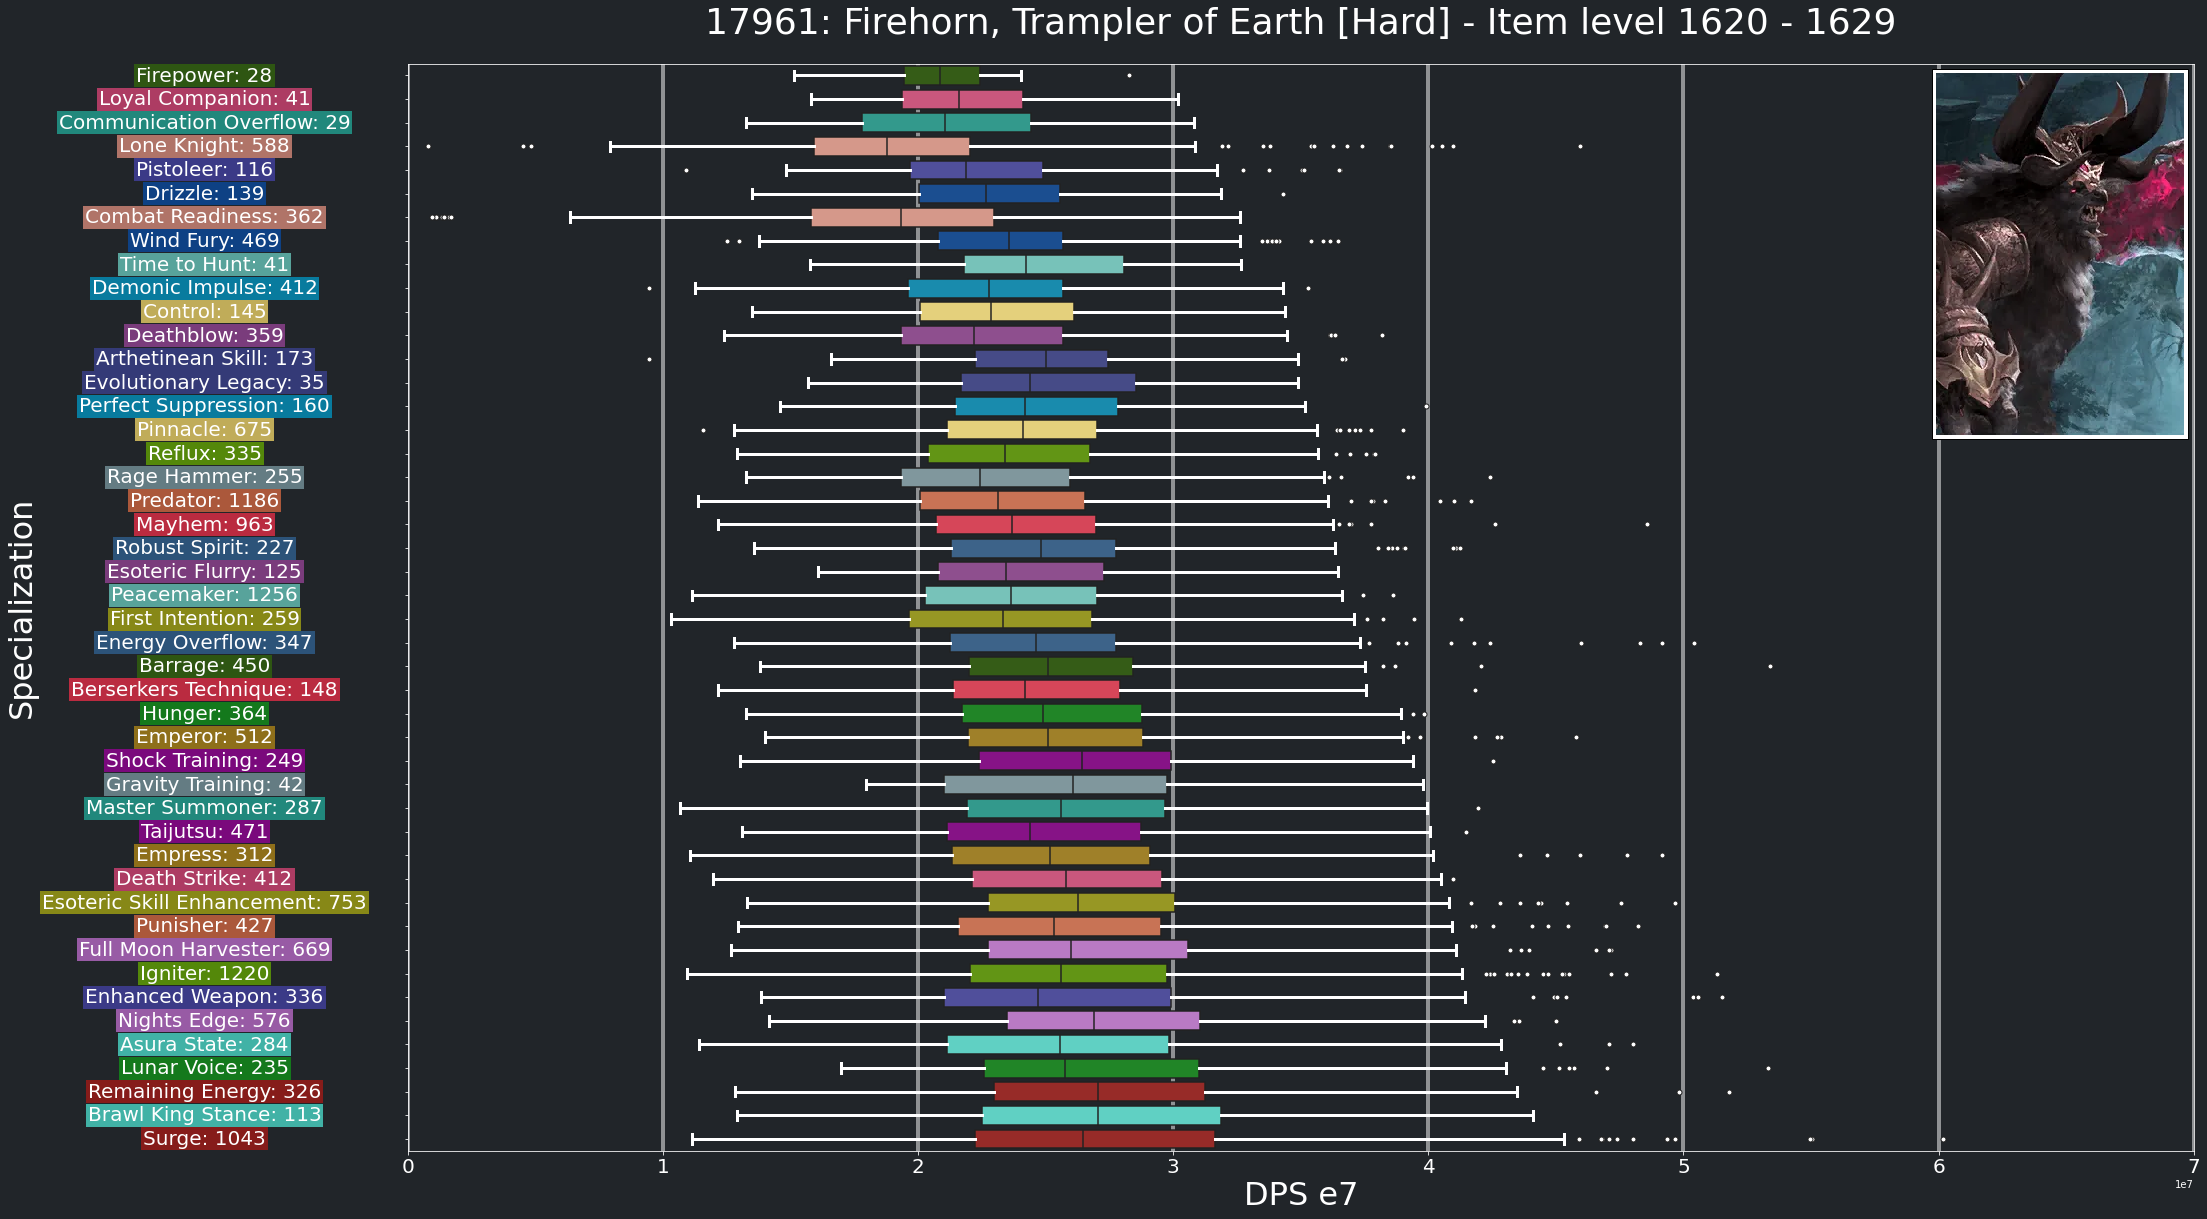 17961: Firehorn, Trampler of Earth [Hard] - Item level 1620 - 1629
Specialization
Firepower: 28
Loyal Companion: 41
Communication Overflow: 29
Lone Knight: 588
Pistoleer: 116
Drizzle: 139
Combat Readiness: 362
Wind Fury: 469
Time to Hunt: 41
Demonic Impulse: 412
Control: 145
Deathblow: 359
Arthetinean Skill: 173
Evolutionary Legacy: 35
Perfect Suppression: 160
Pinnacle: 675
Reflux: 335
Rage Hammer: 255
Predator: 1186
Mayhem: 963
Robust Spirit: 227
Esoteric Flurry: 125
Peacemaker: 1256
First Intention: 259
Energy Overflow: 347
Barrage: 450
Berserkers Technique: 148
Hunger: 364
Emperor: 512
Shock Training: 249
Gravity Training: 42
Master Summoner: 287
Taijutsu: 471
Empress: 312
Death Strike: 412
Esoteric Skill Enhancement: 753
Punisher: 427
Full Moon Harvester: 669
Igniter: 1220
Enhanced Weapon: 336
Nights Edge: 576
Asura State: 284
Lunar Voice: 235
Remaining Energy: 326
Brawl King Stance: 113
Surge: 1043
0 1 2 3 4 5 6 7
1e7
DPS e7